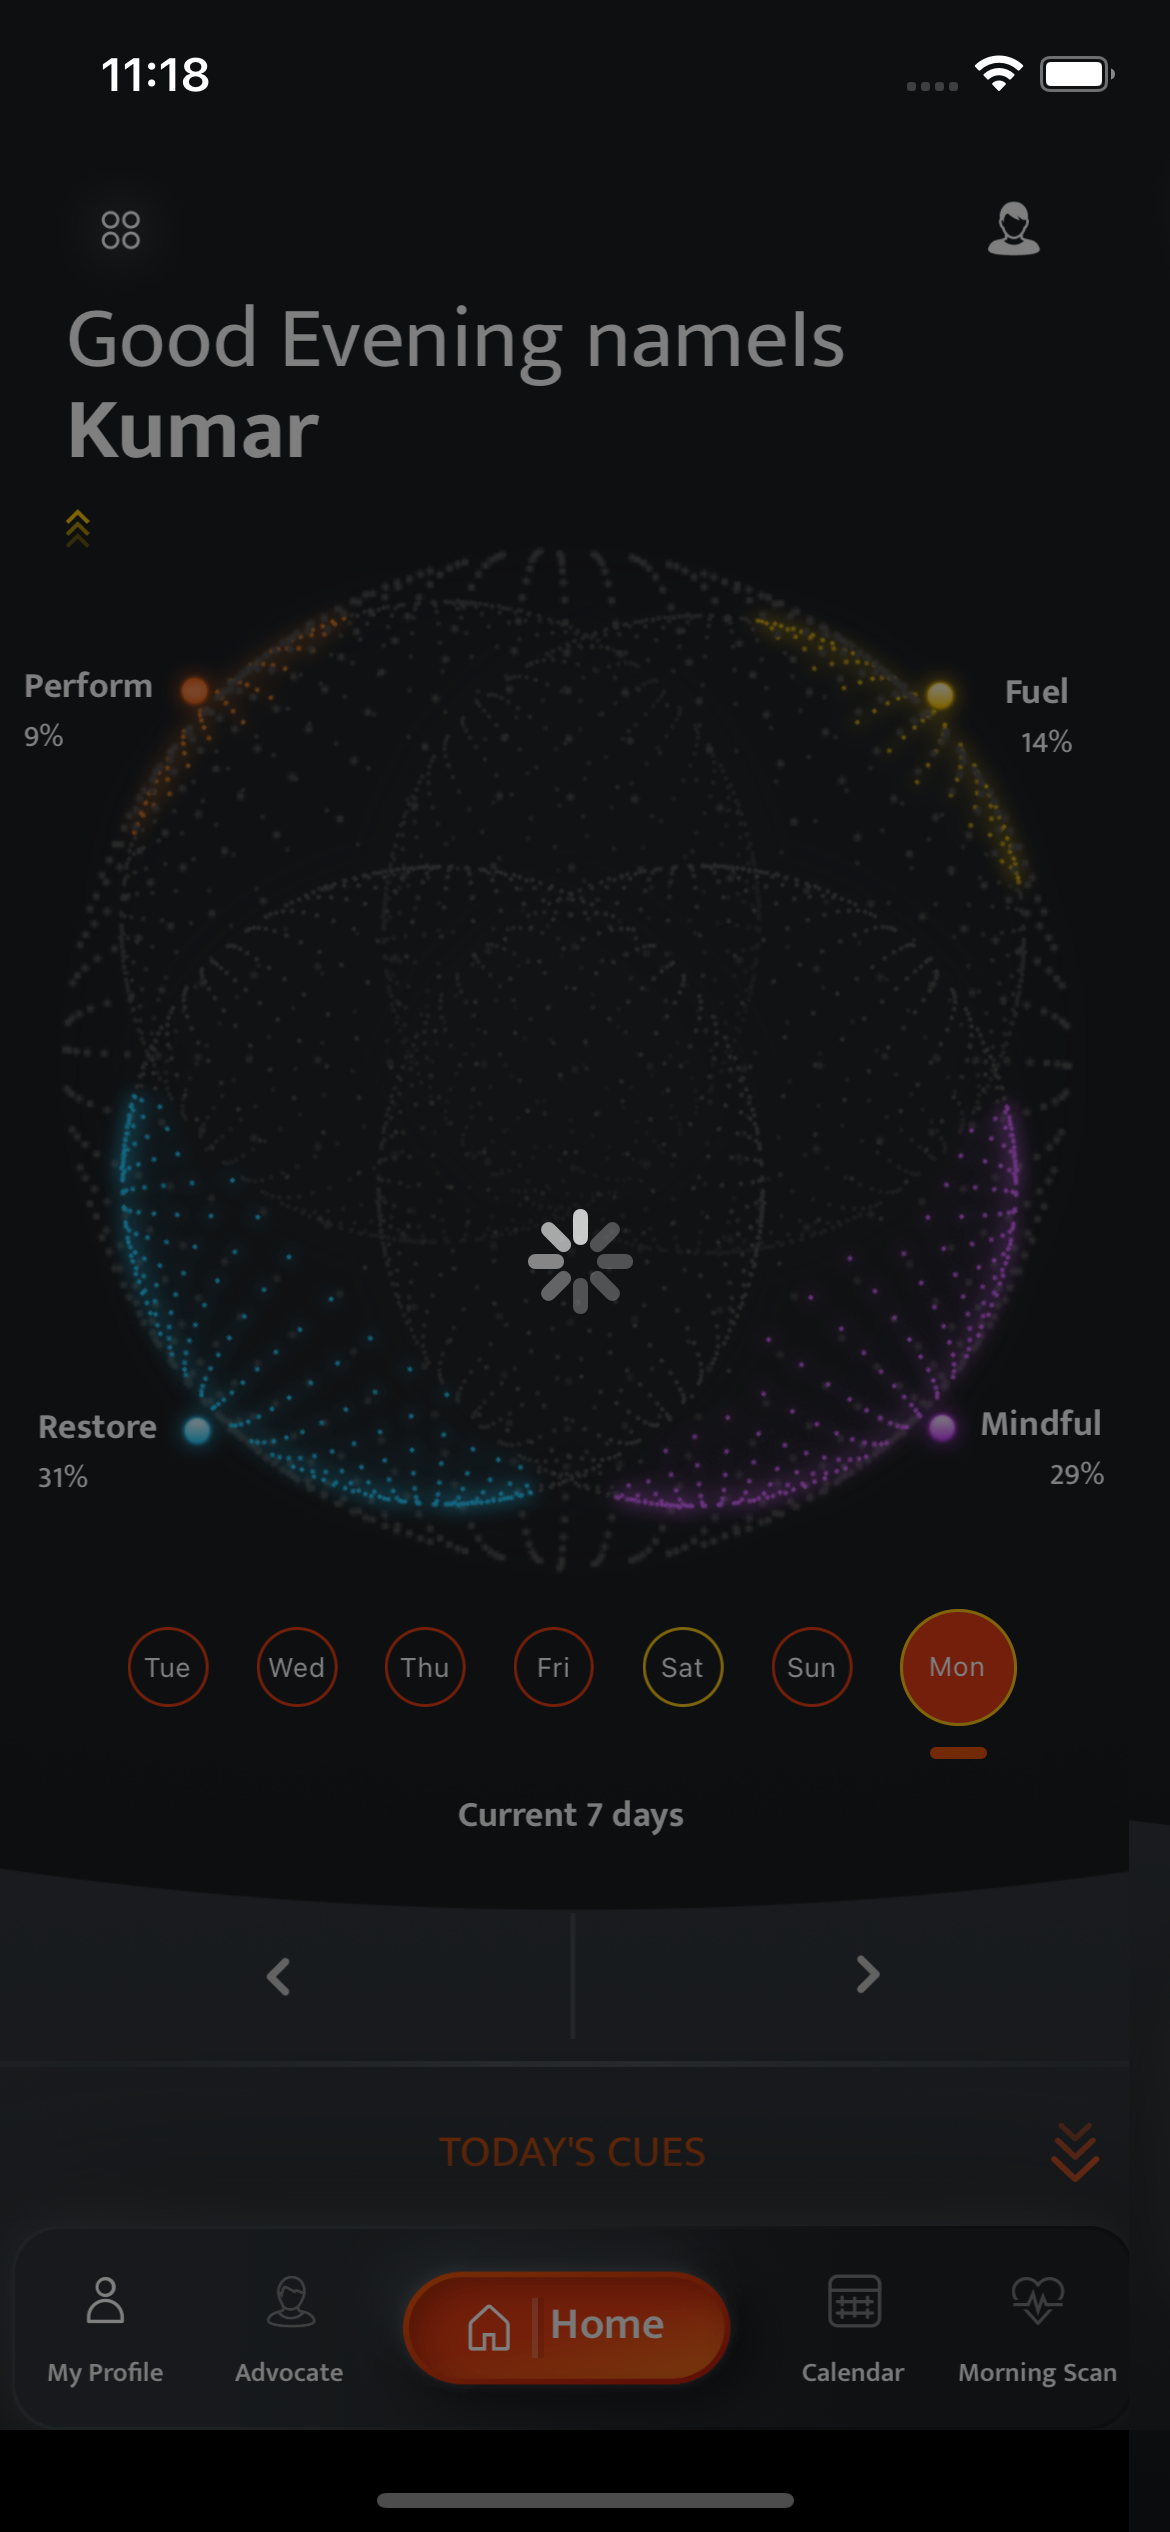 11:18
Good Evening namels
Kumar
Perform
9%
Fuel
14%
Restore
31%
Mindful
29%
Tue Wed Thu Fri Sat Sun Mon
Current 7 days
TODAY'S CUES
My Profile Advocate Home Calendar Morning Scan